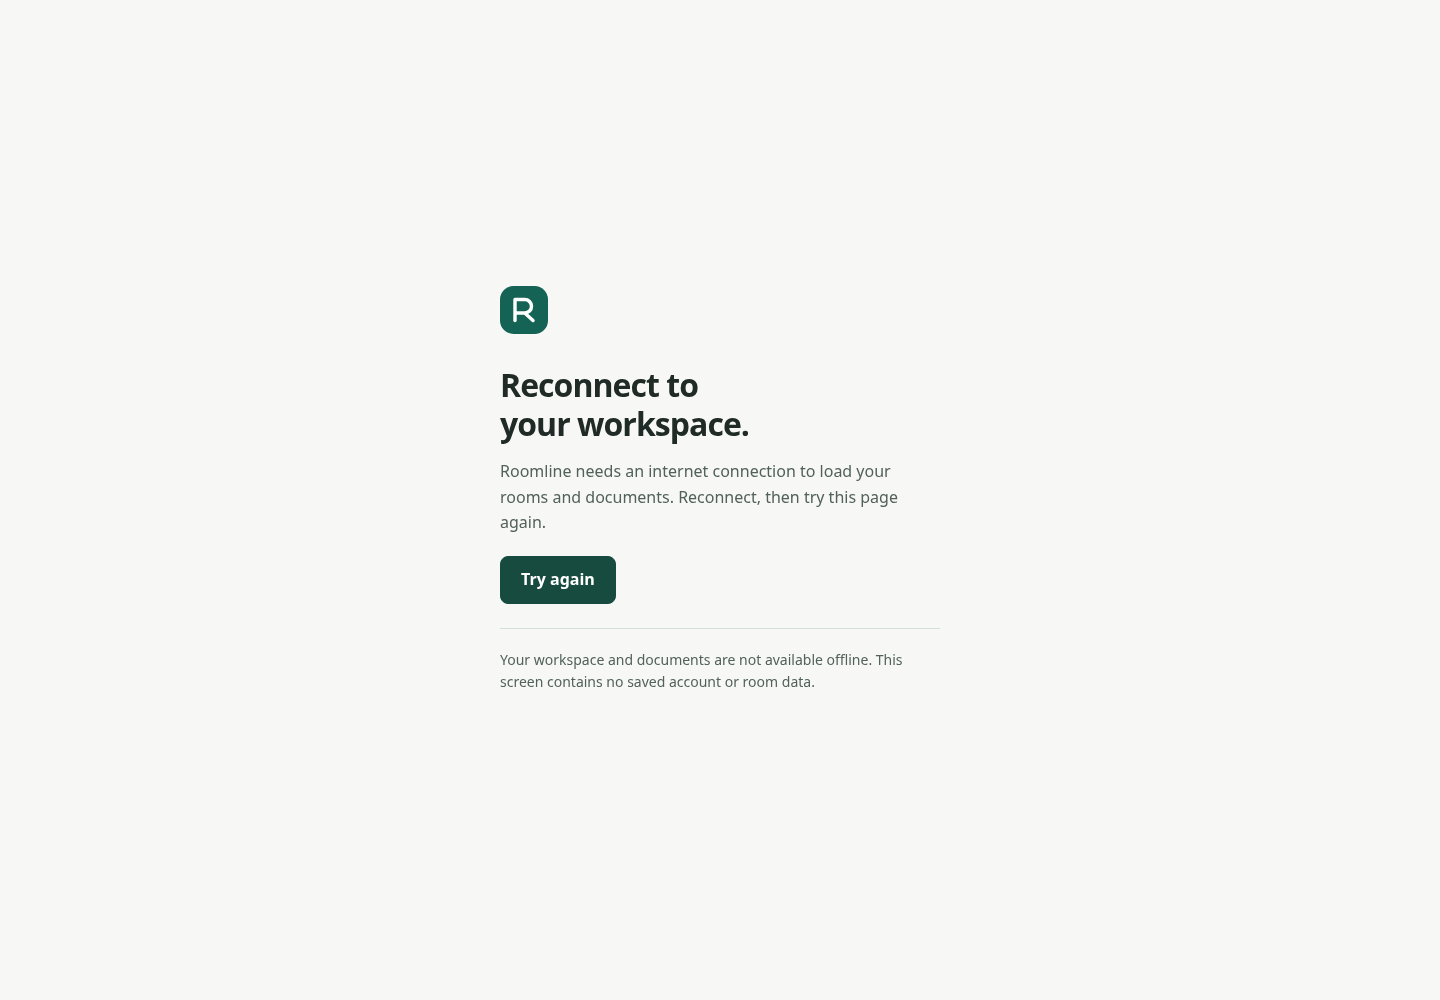 R
Reconnect to
your workspace.
Roomline needs an internet connection to load your
rooms and documents. Reconnect, then try this page
again.
Try again
Your workspace and documents are not available offline. This
screen contains no saved account or room data.